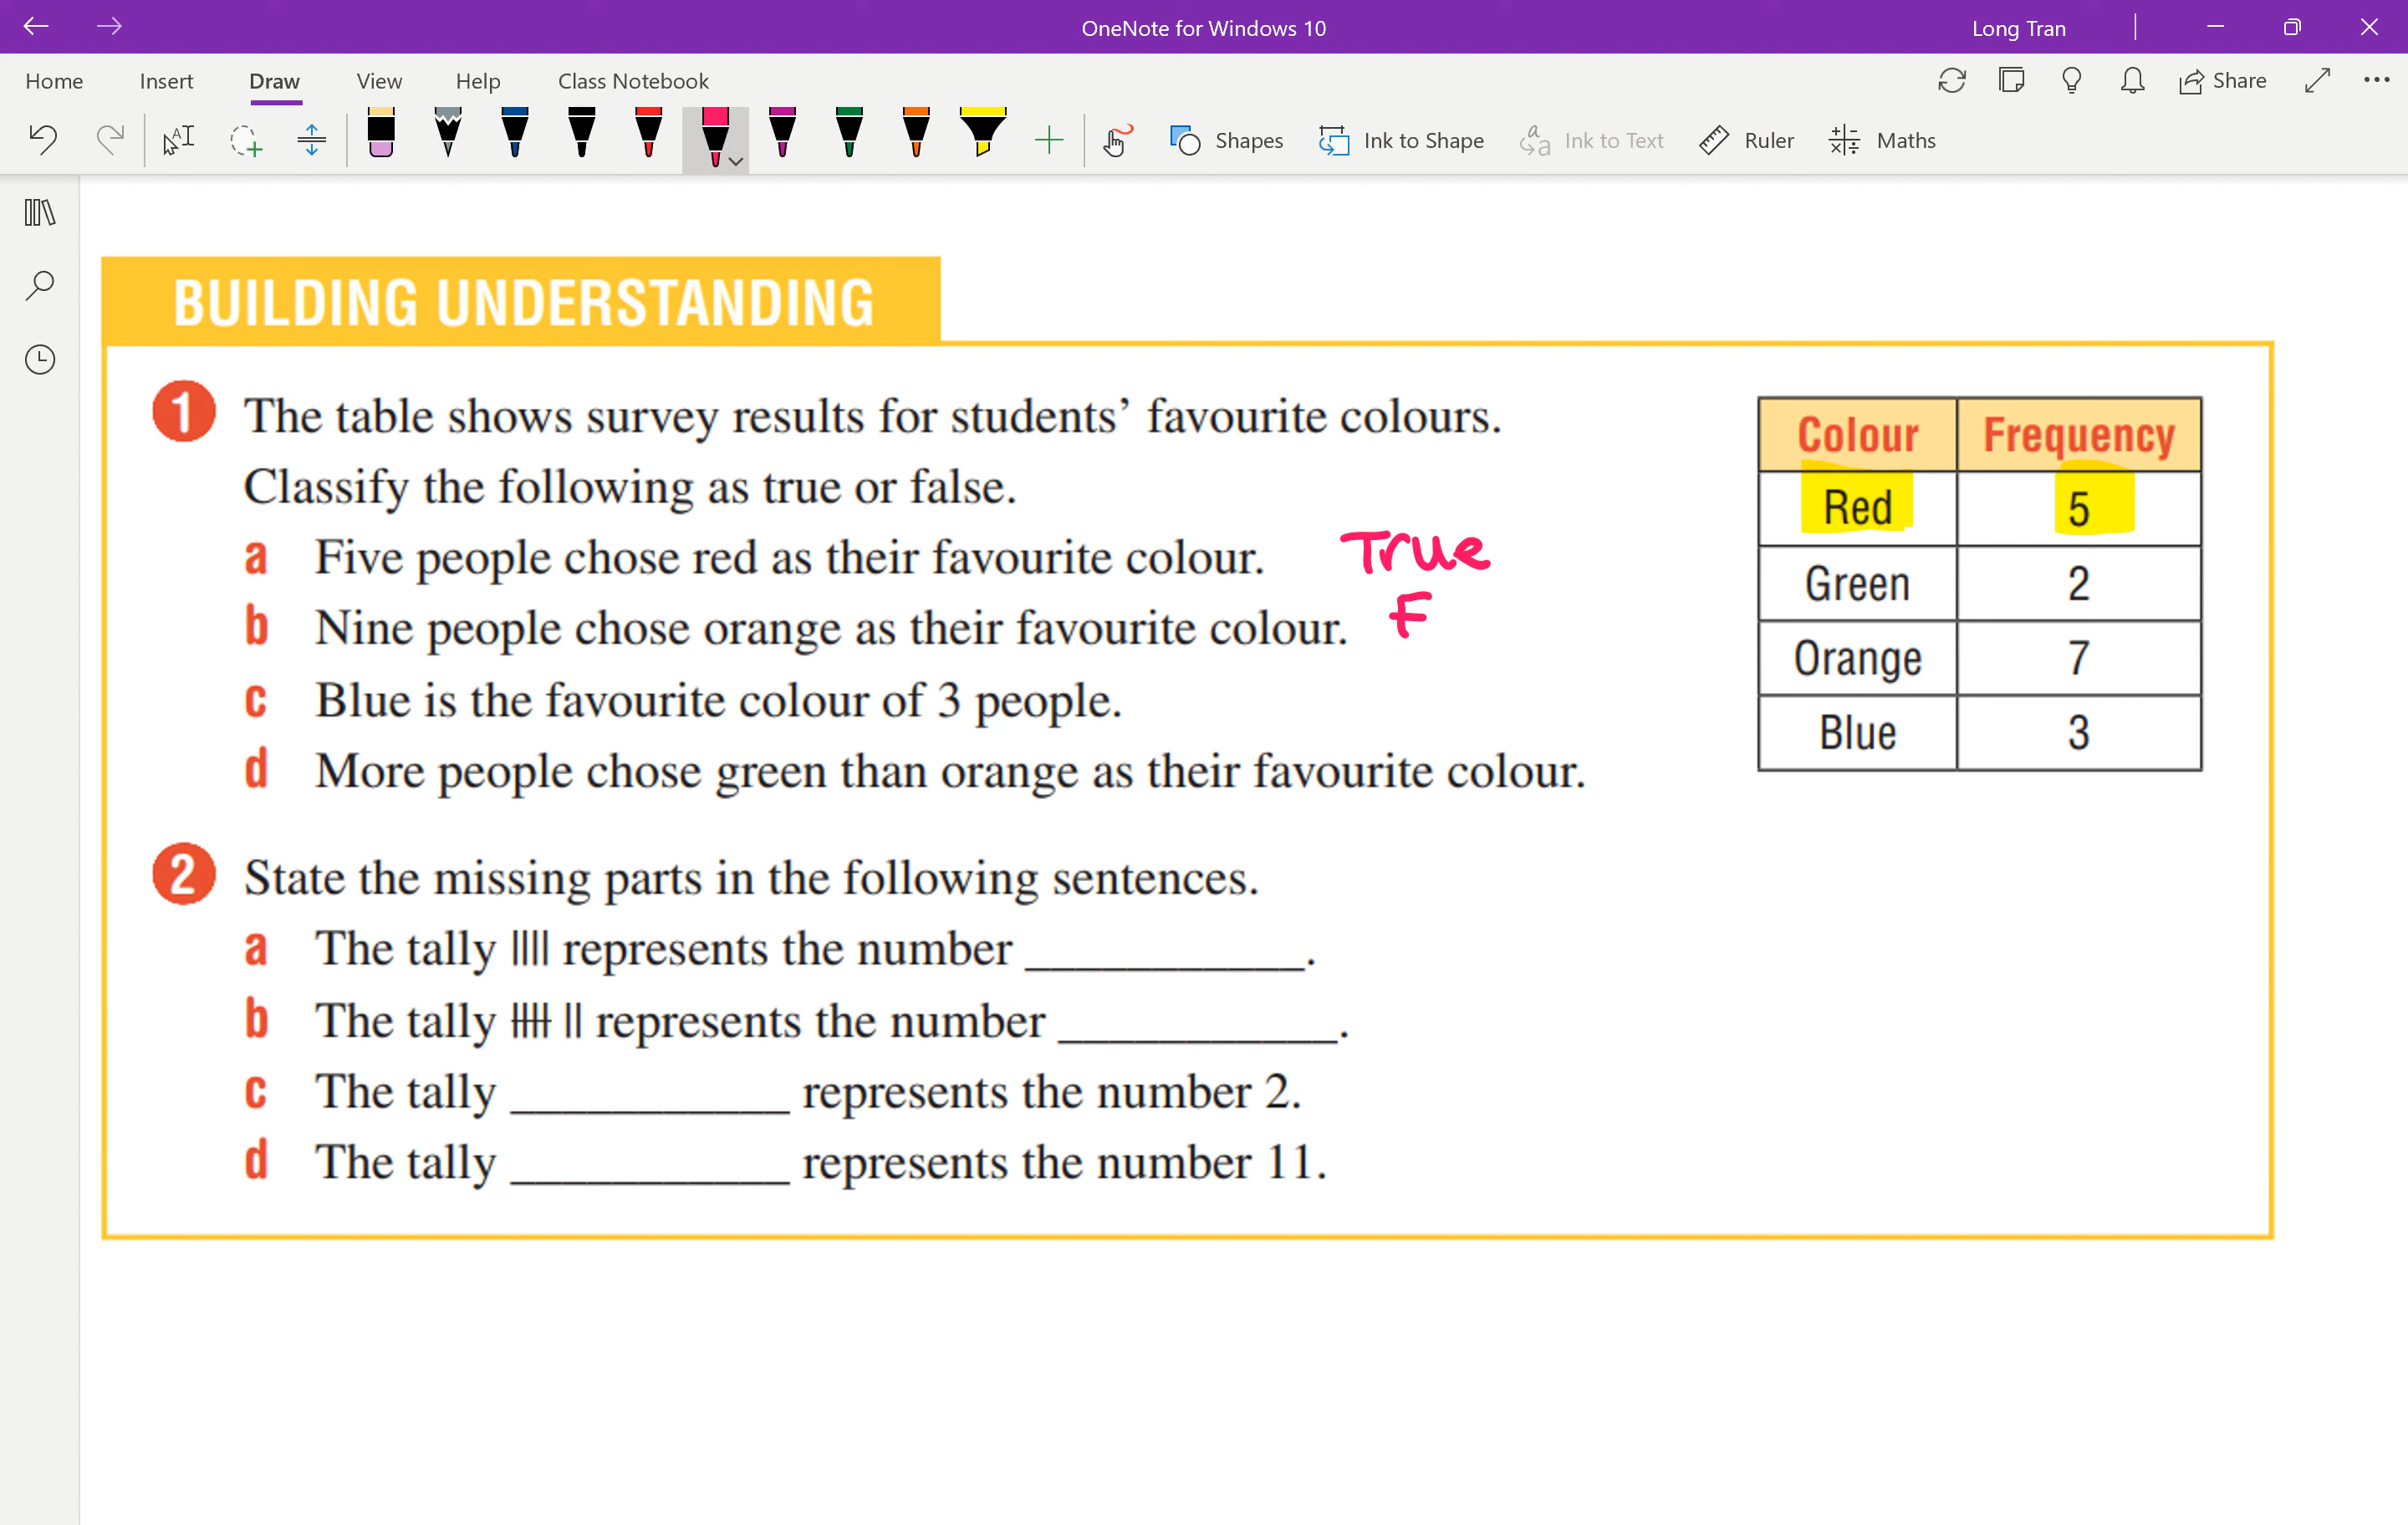 OneNote for Windows 10
Long Tran
Home Insert Draw View Help Class Notebook Share
Shapes Ink to Shape Ink to Text Ruler Maths
BUILDING UNDERSTANDING
1 The table shows survey results for students’ favourite colours.
Classify the following as true or false.
a Five people chose red as their favourite colour. True
b Nine people chose orange as their favourite colour. F
c Blue is the favourite colour of 3 people.
d More people chose green than orange as their favourite colour.
Colour Frequency
Red 5
Green 2
Orange 7
Blue 3
2 State the missing parts in the following sentences.
a The tally |||| represents the number ___________.
b The tally 卌 || represents the number ___________.
c The tally ___________ represents the number 2.
d The tally ___________ represents the number 11.